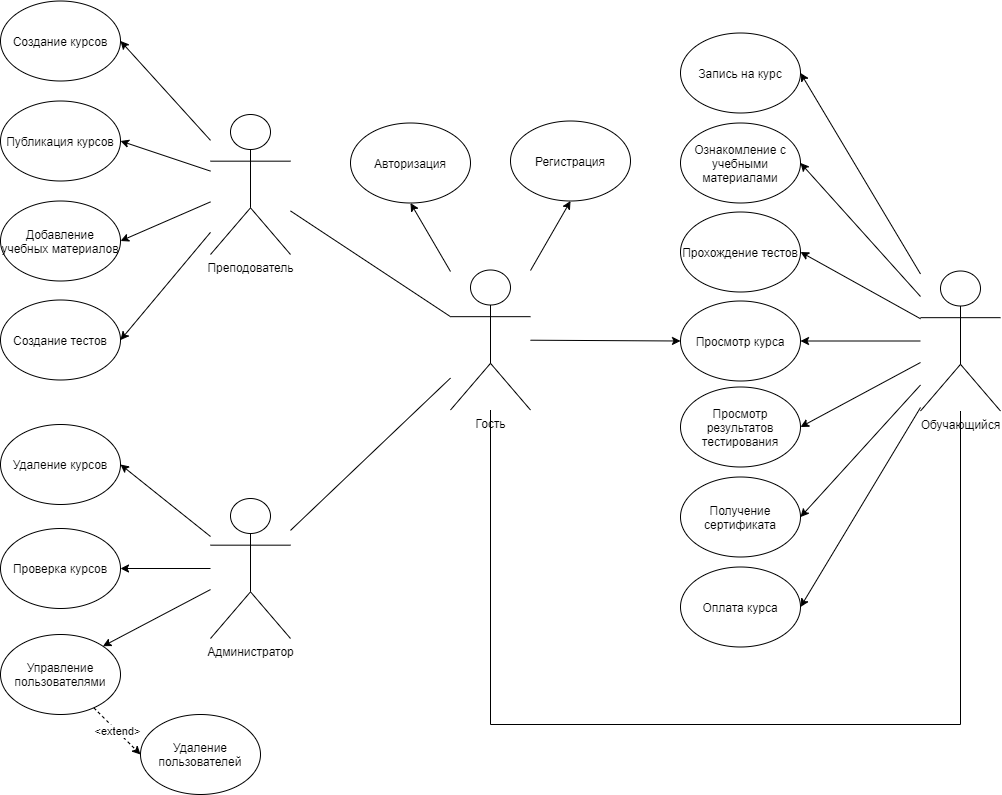 Создание курсов
Публикация курсов
Добавление
учебных материалов
Создание тестов
Преподователь
Авторизация
Регистрация
Гость
Запись на курс
Ознакомление с
учебными
материалами
Прохождение тестов
Просмотр курса
Просмотр
результатов
тестирования
Получение
сертификата
Оплата курса
Обучающийся
Удаление курсов
Проверка курсов
Управление
пользователями
<extend>
Удаление
пользователей
Администратор